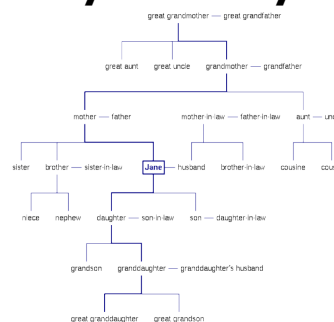 great grandmother — great grandfather
great aunt great uncle grandmother — grandfather
mother — father mother-in-law — father-in-law aunt —
sister brother — sister-in-law Jane — husband brother-in-law cousine
niece nephew daughter — son-in-law son — daughter-in-law
grandson granddaughter — granddaughter's husband
great granddaughter great grandson